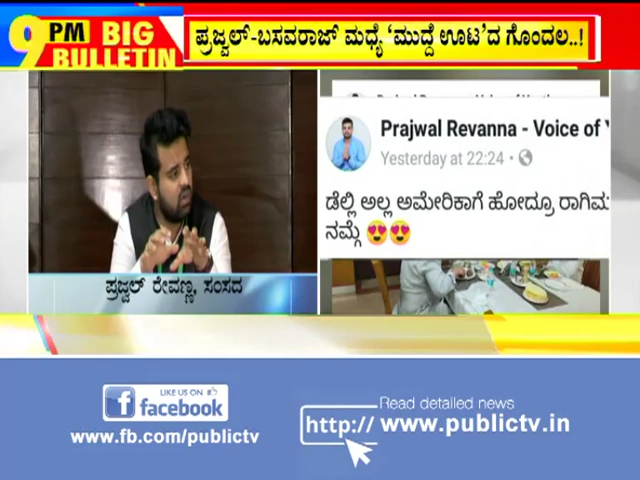 9 PM BIG BULLETIN
ಪ್ರಜ್ವಲ್-ಬಸವರಾಜ್ ಮಧ್ಯೆ ‘ಮುದ್ದೆ ಊಟ’ದ ಗೊಂದಲ..!
Prajwal Revanna - Voice of
Yesterday at 22:24
ಡೆಲ್ಲಿ ಅಲ್ಲ ಅಮೇರಿಕಾಗೆ ಹೋದ್ರೂ ರಾಗಿಮ
ನಮ್ಗೆ
ಪ್ರಜ್ವಲ್ ರೇವಣ್ಣ, ಸಂಸದ
LIKE US ON
facebook
www.fb.com/publictv
Read detailed news
http:// www.publictv.in